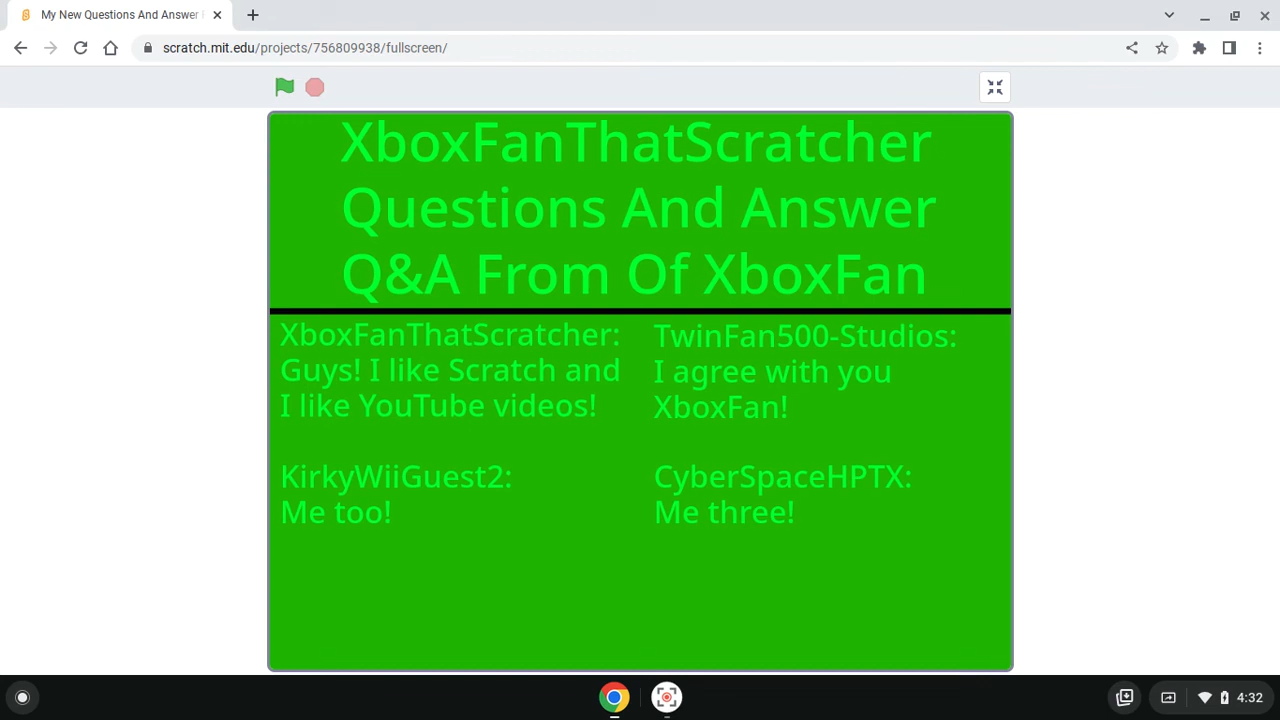 My New Questions And Answer
scratch.mit.edu/projects/756809938/fullscreen/
XboxFanThatScratcher
Questions And Answer
Q&A From Of XboxFan
XboxFanThatScratcher:
Guys! I like Scratch and
I like YouTube videos!
KirkyWiiGuest2:
Me too!
TwinFan500-Studios:
I agree with you
XboxFan!
CyberSpaceHPTX:
Me three!
4:32